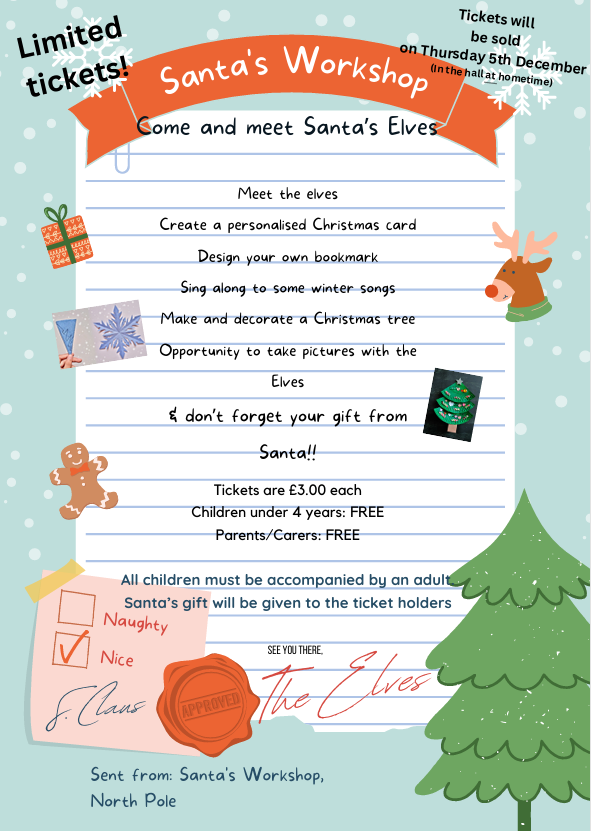 Limited
tickets!
Tickets will
be sold
on Thursday 5th December
(In the hall at hometime)
Santa's Workshop
Come and meet Santa's Elves
Meet the elves
Create a personalised Christmas card
Design your own bookmark
Sing along to some winter songs
Make and decorate a Christmas tree
Opportunity to take pictures with the
Elves
& don't forget your gift from
Santa!!
Tickets are £3.00 each
Children under 4 years: FREE
Parents/Carers: FREE
All children must be accompanied by an adult
Santa's gift will be given to the ticket holders
Naughty
Nice
S. Claus
APPROVED
SEE YOU THERE,
The Elves
Sent from: Santa's Workshop,
North Pole